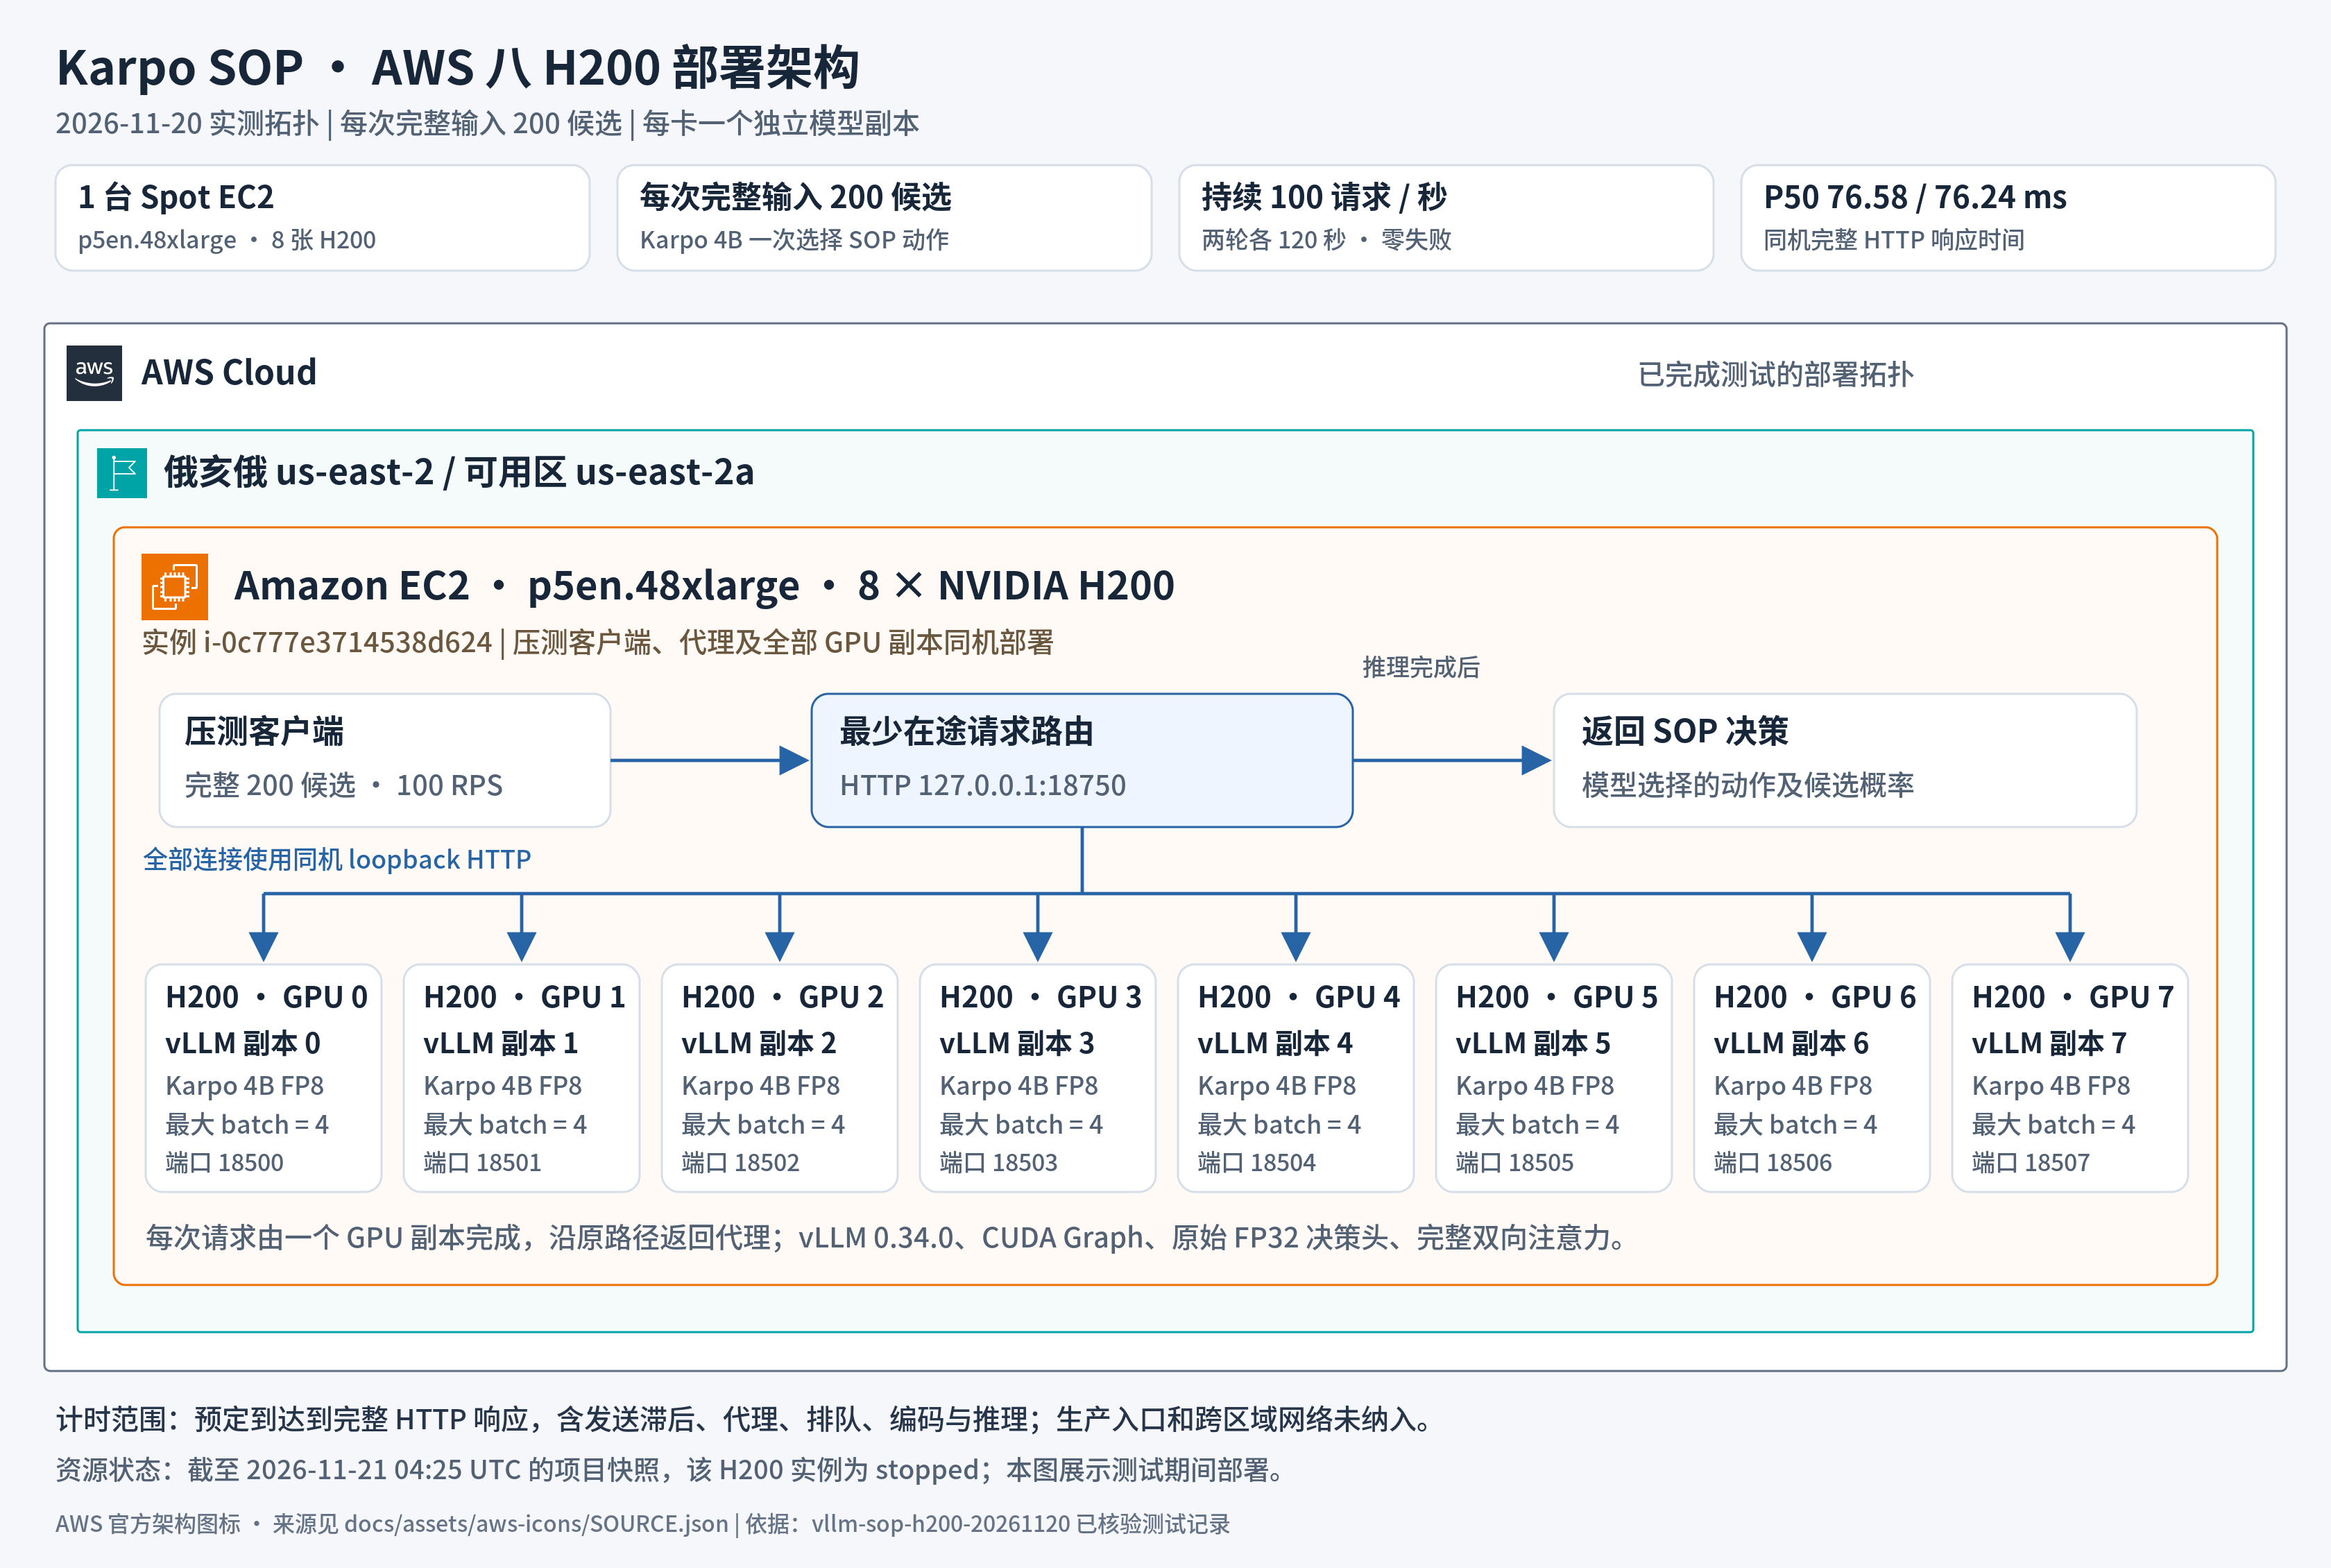 Karpo SOP · AWS 八 H200 部署架构
2026-11-20 实测拓扑 | 每次完整输入 200 候选 | 每卡一个独立模型副本
1 台 Spot EC2
p5en.48xlarge · 8 张 H200
每次完整输入 200 候选
Karpo 4B 一次选择 SOP 动作
持续 100 请求 / 秒
两轮各 120 秒 · 零失败
P50 76.58 / 76.24 ms
同机完整 HTTP 响应时间
aws
AWS Cloud
已完成测试的部署拓扑
俄亥俄 us-east-2 / 可用区 us-east-2a
Amazon EC2 · p5en.48xlarge · 8 × NVIDIA H200
实例 i-0c777e3714538d624 | 压测客户端、代理及全部 GPU 副本同机部署
推理完成后
压测客户端
完整 200 候选 · 100 RPS
最少在途请求路由
HTTP 127.0.0.1:18750
返回 SOP 决策
模型选择的动作及候选概率
全部连接使用同机 loopback HTTP
H200 · GPU 0
vLLM 副本 0
Karpo 4B FP8
最大 batch = 4
端口 18500
H200 · GPU 1
vLLM 副本 1
Karpo 4B FP8
最大 batch = 4
端口 18501
H200 · GPU 2
vLLM 副本 2
Karpo 4B FP8
最大 batch = 4
端口 18502
H200 · GPU 3
vLLM 副本 3
Karpo 4B FP8
最大 batch = 4
端口 18503
H200 · GPU 4
vLLM 副本 4
Karpo 4B FP8
最大 batch = 4
端口 18504
H200 · GPU 5
vLLM 副本 5
Karpo 4B FP8
最大 batch = 4
端口 18505
H200 · GPU 6
vLLM 副本 6
Karpo 4B FP8
最大 batch = 4
端口 18506
H200 · GPU 7
vLLM 副本 7
Karpo 4B FP8
最大 batch = 4
端口 18507
每次请求由一个 GPU 副本完成，沿原路径返回代理；vLLM 0.34.0、CUDA Graph、原始 FP32 决策头、完整双向注意力。
计时范围：预定到达到完整 HTTP 响应，含发送滞后、代理、排队、编码与推理；生产入口和跨区域网络未纳入。
资源状态：截至 2026-11-21 04:25 UTC 的项目快照，该 H200 实例为 stopped；本图展示测试期间部署。
AWS 官方架构图标 · 来源见 docs/assets/aws-icons/SOURCE.json | 依据：vllm-sop-h200-20261120 已核验测试记录